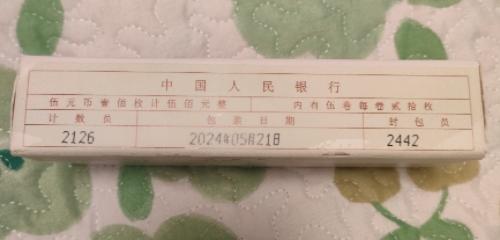 中国人民银行
伍元币壹佰枚计伍佰元整 内有伍卷每卷贰拾枚
计数员 包装日期 封包员
2126 2024年05月21日 2442